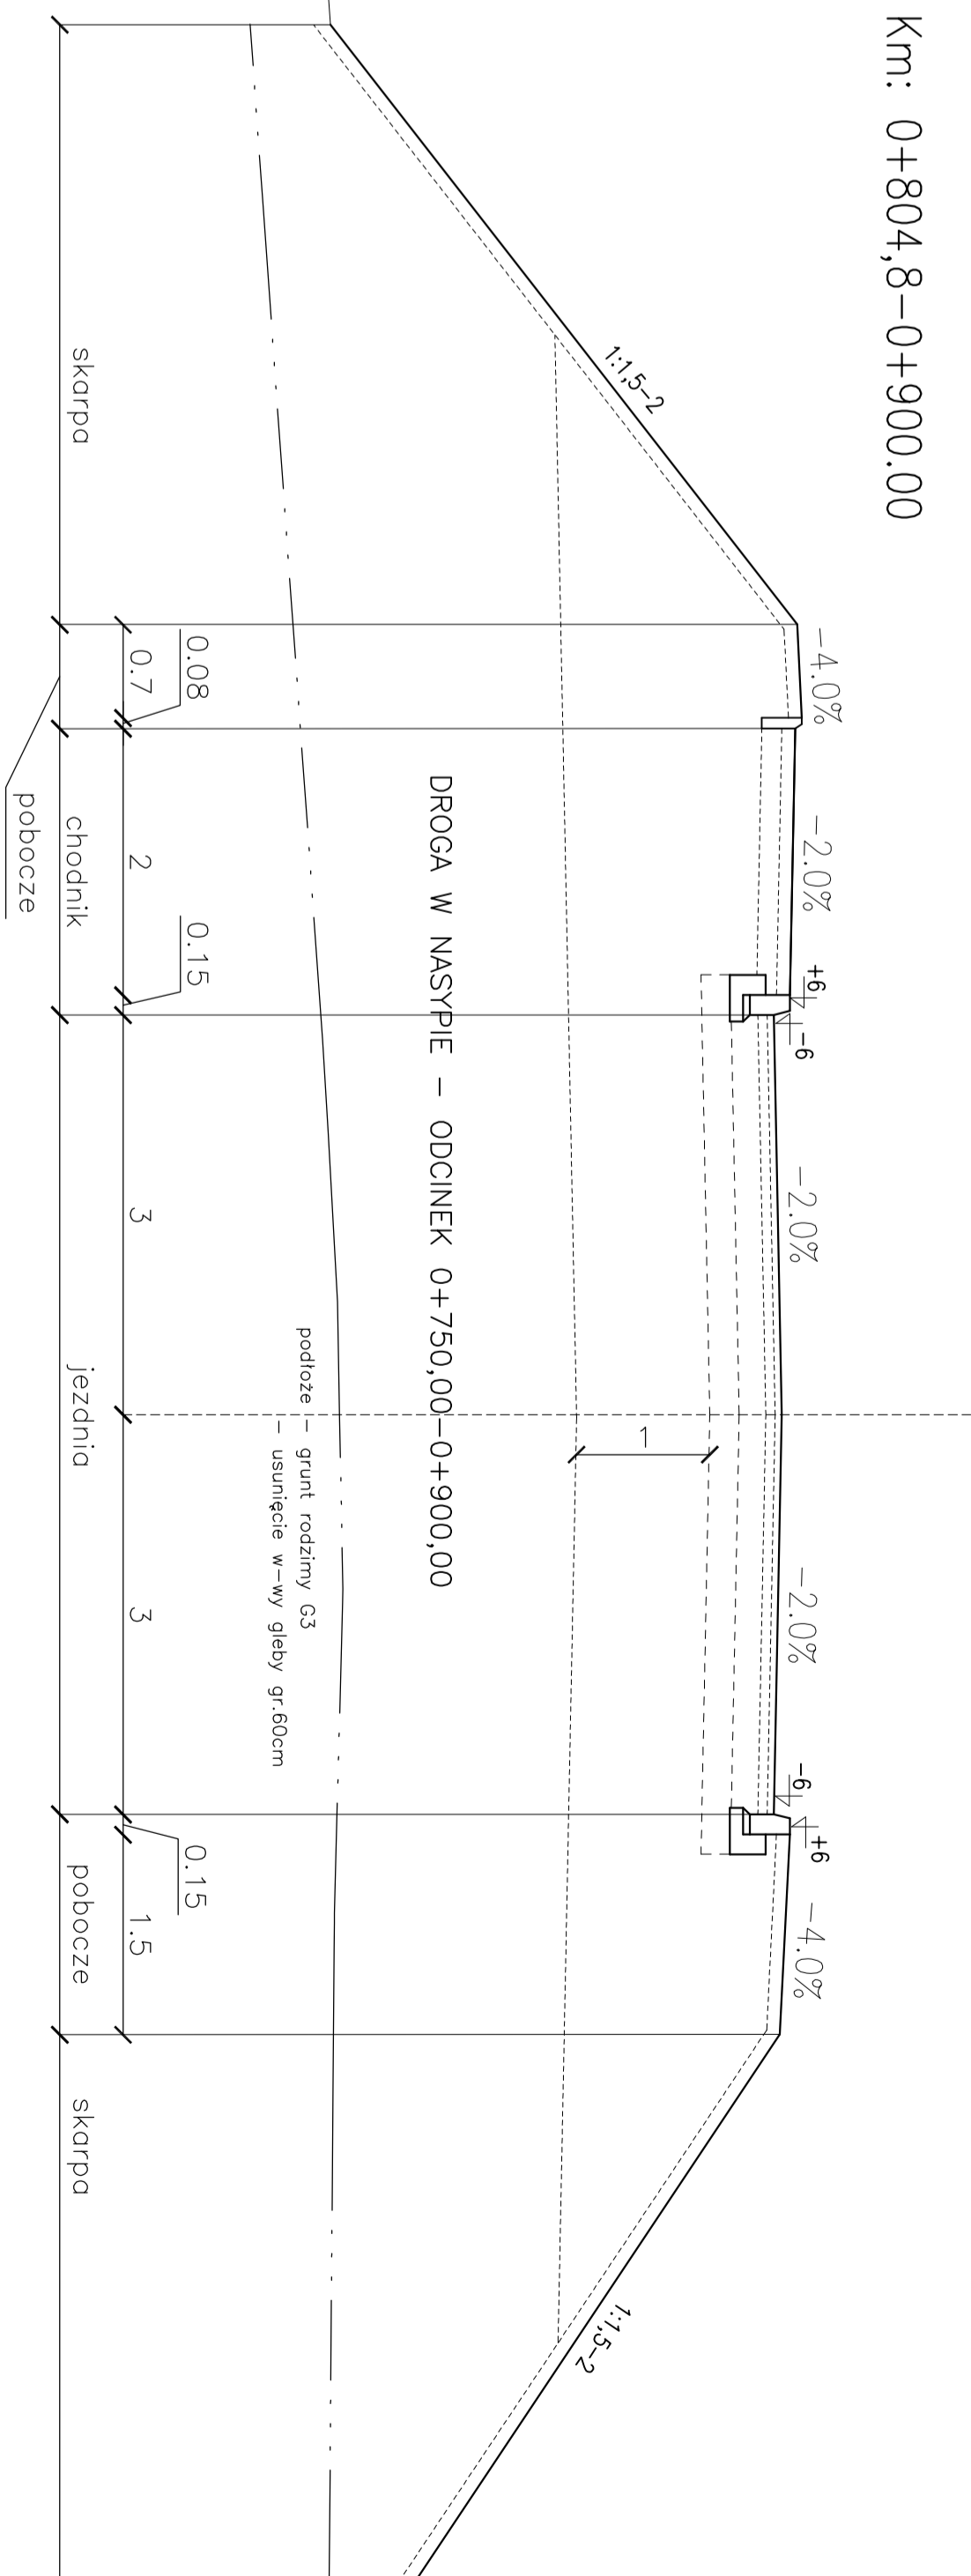 Km: 0+804,8-0+900.00
-4.0%
-2.0%
+6
-6
-2.0%
-2.0%
-6
+6
-4.0%
1:1,5-2
1:1,5-2
1
DROGA W NASYPIE - ODCINEK 0+750,00-0+900,00
podłoże - grunt rodzimy G3
- usunięcie w-wy gleby gr.60cm
0.08
0.15
0.15
0.7
2
3
3
1.5
skarpa
chodnik
jezdnia
pobocze
skarpa
pobocze